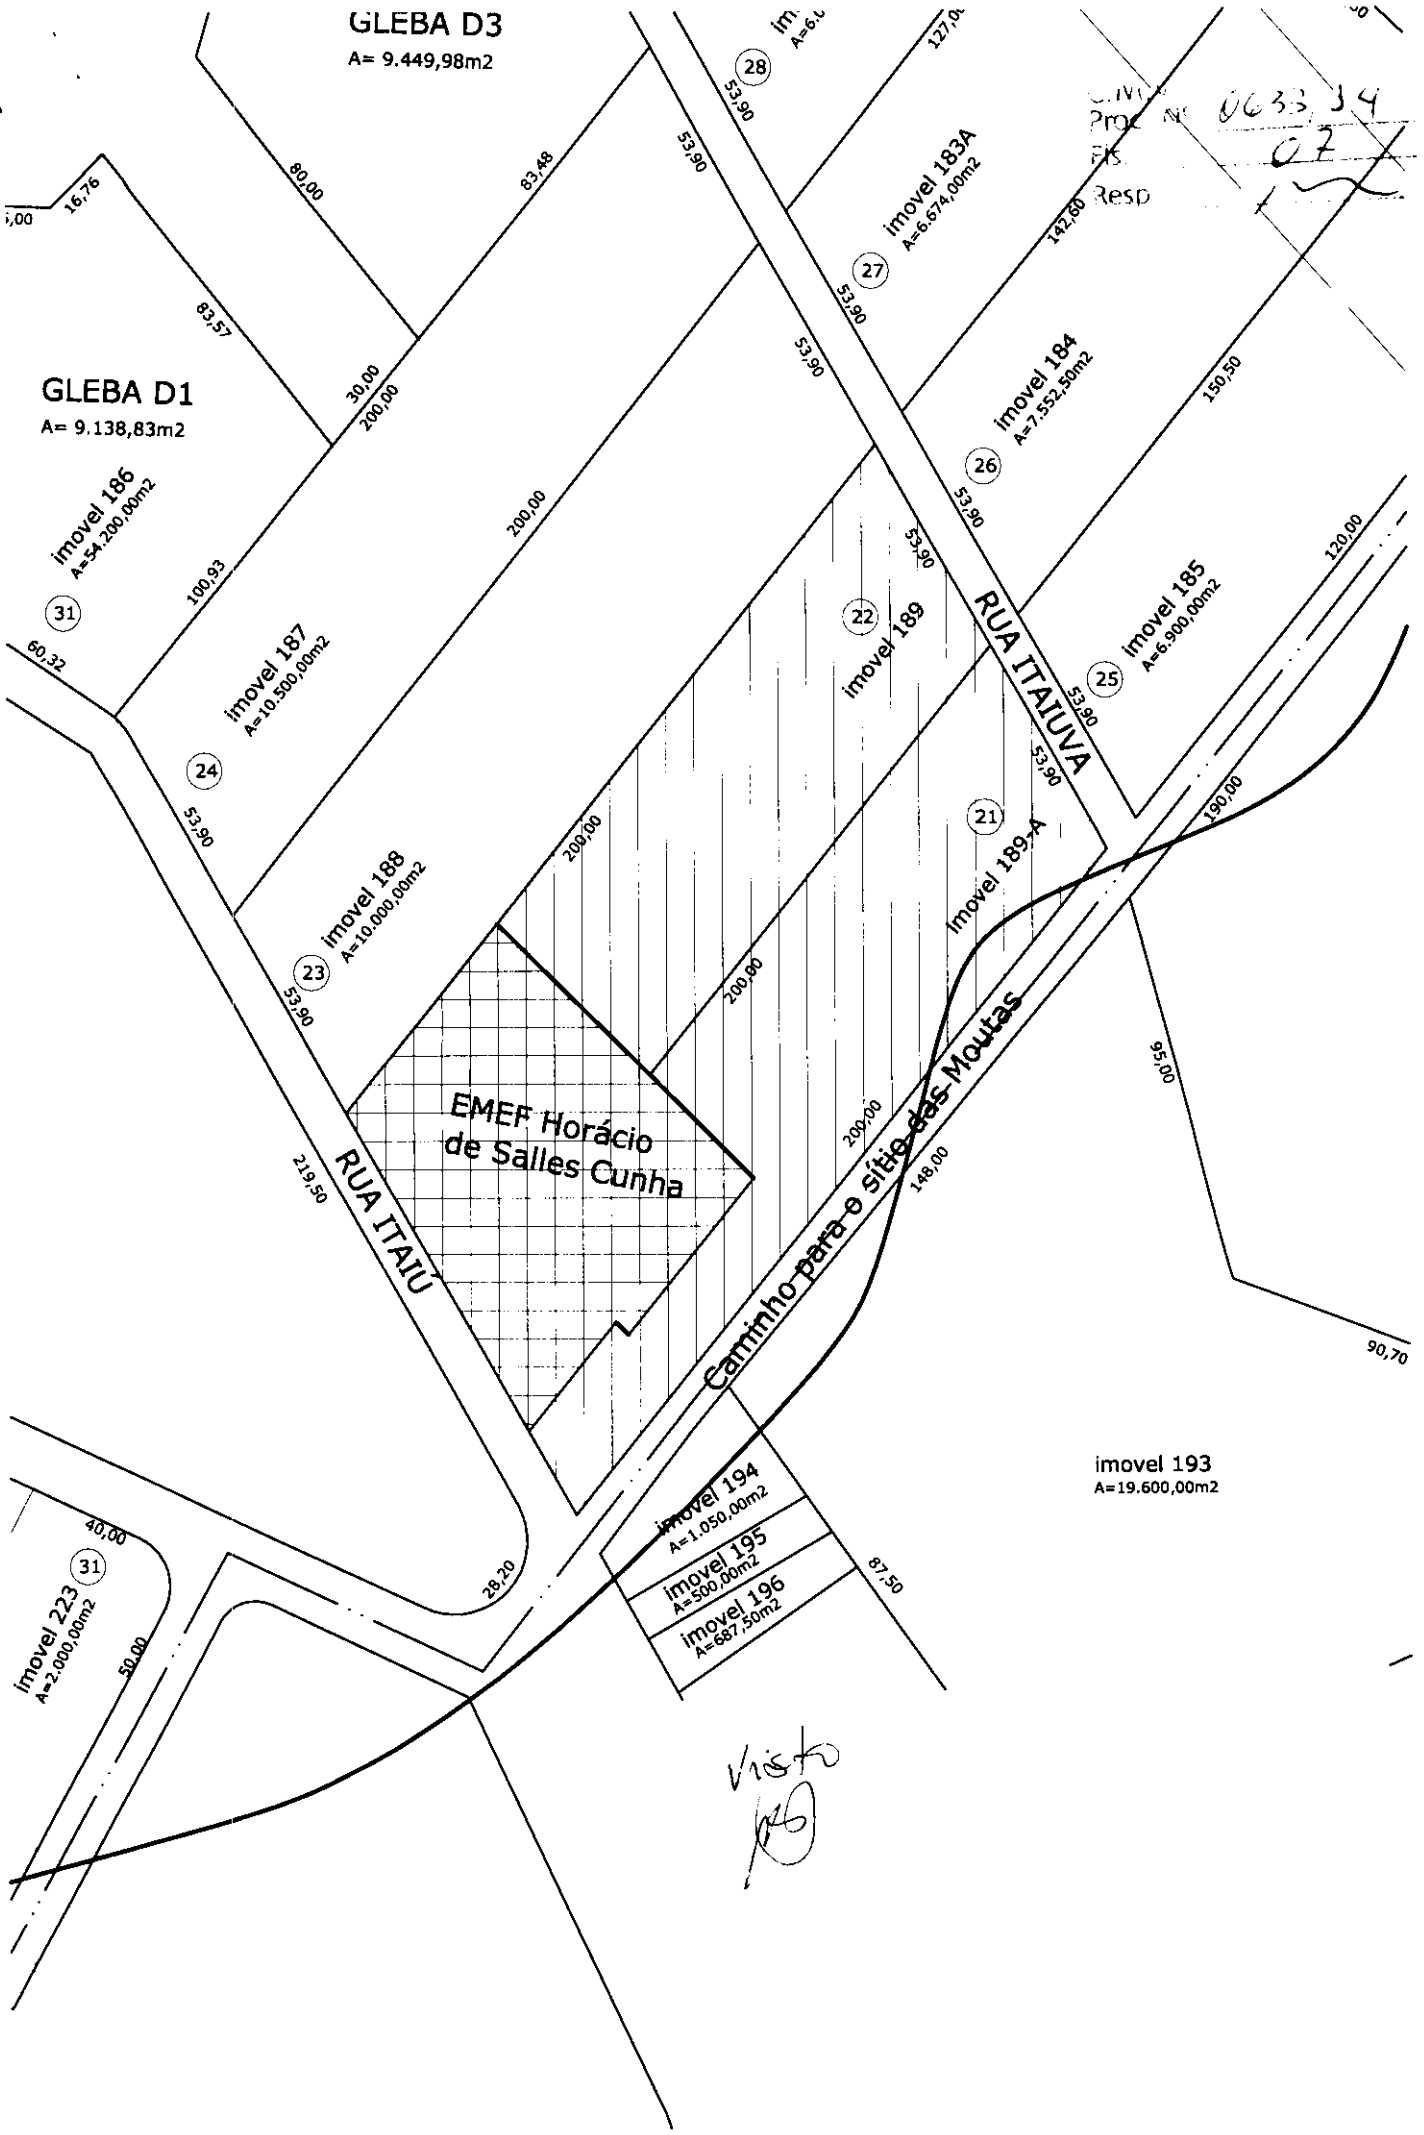 GLEBA D3
A= 9.449,98m2
28
53,90
127,0
Proc Nº 0633,14
Fls. 07
Resp
16,76
80,00
83,48
53,90
imovel 183A
A=6.674,00m2
27
53,90
142,60
83,57
53,90
GLEBA D1
A= 9.138,83m2
30,00
200,00
imovel 184
A=7.552,50m2
26
53,90
150,50
imovel 186
A=54.200,00m2
31
60,32
100,93
200,00
53,90
120,00
imovel 187
A=10.500,00m2
24
53,90
22
imovel 189
RUA ITAIUVA
imovel 185
A=6.900,00m2
25
53,90
53,90
200,00
21
imovel 189-A
190,00
imovel 188
A=10.000,00m2
23
53,90
200,00
EMEF Horácio
de Salles Cunha
200,00
Caminho para o sítio das Moutas
148,00
95,00
219,50
RUA ITAIÚ
90,70
imovel 193
A=19.600,00m2
imovel 194
A=1.050,00m2
imovel 195
A=500,00m2
imovel 196
A=687,50m2
87,50
40,00
31
imovel 223
A=2.000,00m2
50,00
28,20
Visto